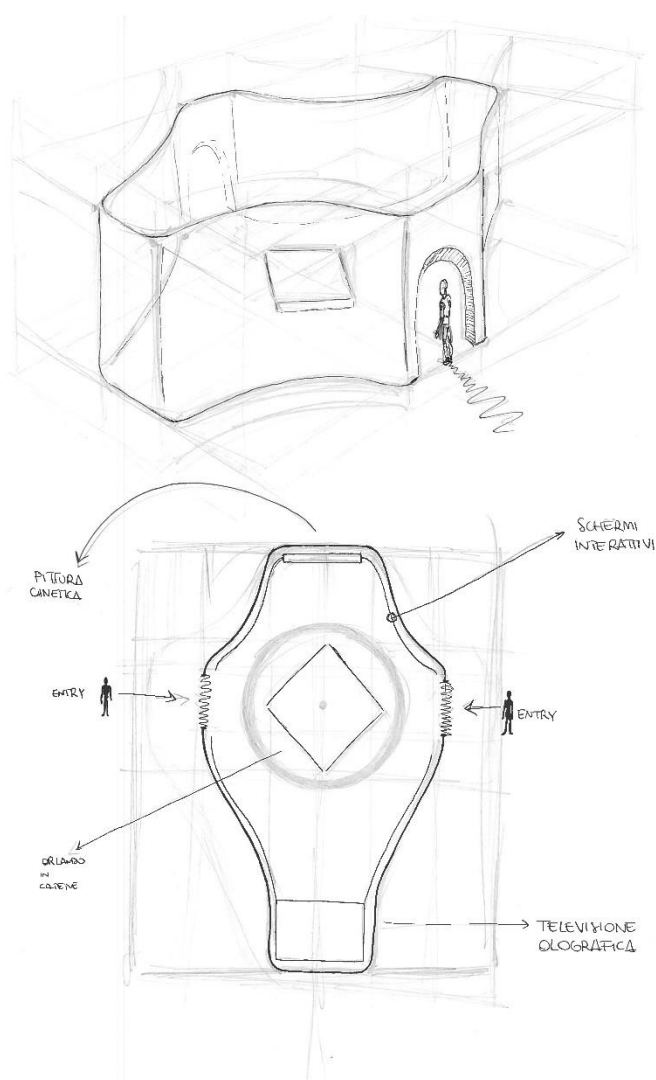 SCHERMI
INTERATTIVI
PITTURA
CINETICA
ENTRY
ENTRY
ORLANDO
IN
CATENE
TELEVISIONE
OLOGRAFICA